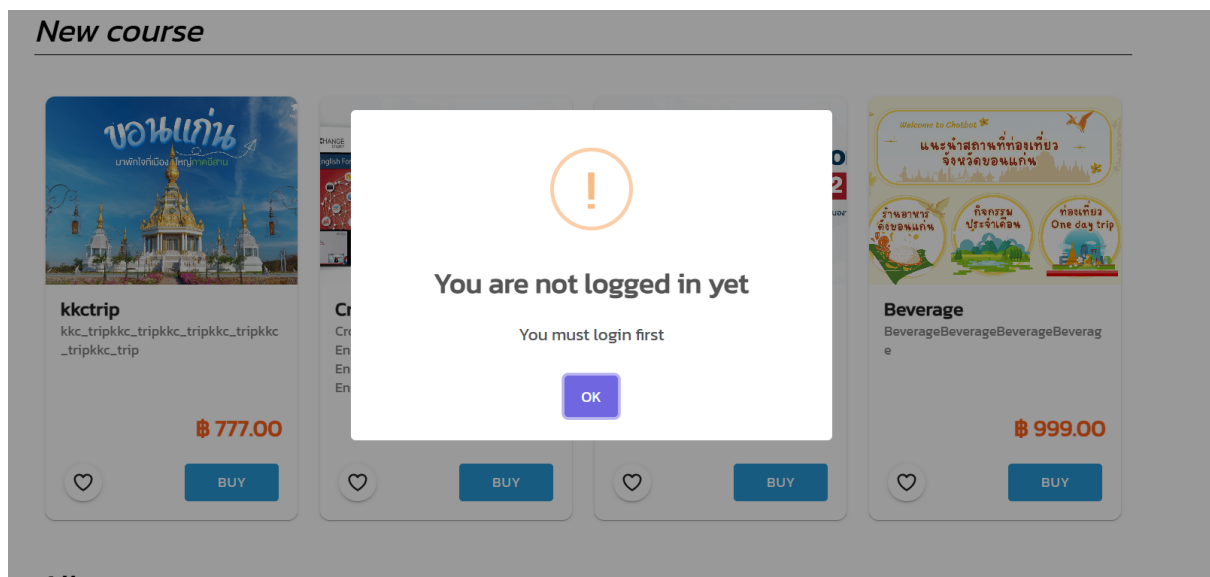 New course
ขอนแก่น
มาพักใจที่เมืองใหญ่ภาคอีสาน
HANGE
nglish For
Welcome to Chatbot
แนะนำสถานที่ท่องเที่ยว
จังหวัดขอนแก่น
ร้านอาหาร
ดังขอนแก่น
กิจกรรม
ประจำเดือน
ท่องเที่ยว
One day trip
O
2
You are not logged in yet
You must login first
OK
kkctrip
kkc_tripkkc_tripkkc_tripkkc_tripkkc
_tripkkc_trip
฿ 777.00
BUY
Cr
Cro
En
En
En
BUY
BUY
Beverage
BeverageBeverageBeverageBeverag
e
฿ 999.00
BUY